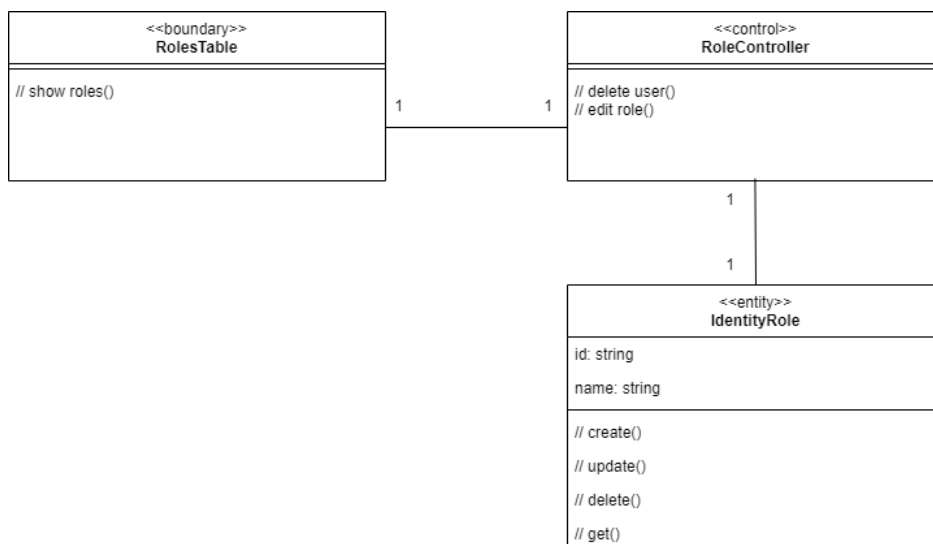 <<boundary>>
RolesTable
// show roles()
<<control>>
RoleController
// delete user()
// edit role()
1
1
1
1
<<entity>>
IdentityRole
id: string
name: string
// create()
// update()
// delete()
// get()